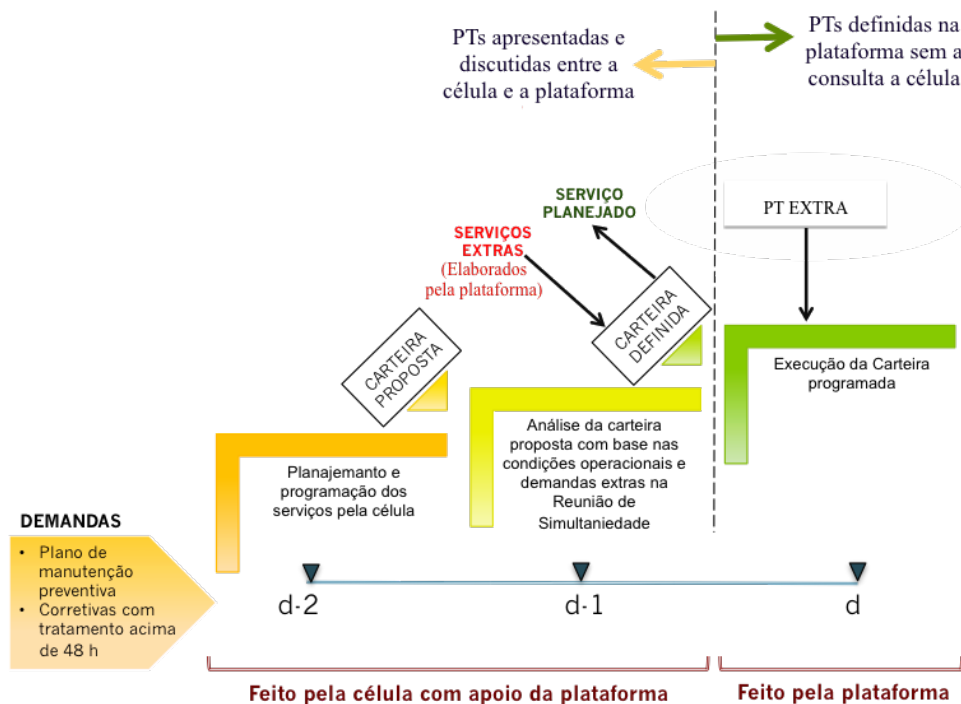 PTs apresentadas e
discutidas entre a
célula e a plataforma
PTs definidas na
plataforma sem a
consulta a célula
SERVIÇO
PLANEJADO
PT EXTRA
SERVIÇOS
EXTRAS
(Elaborados
pela plataforma)
CARTEIRA
PROPOSTA
CARTEIRA
DEFINIDA
Execução da Carteira
programada
Análise da carteira
proposta com base nas
condições operacionais e
demandas extras na
Reunião de
Simultaniedade
Planajemanto e
programação dos
serviços pela célula
DEMANDAS
• Plano de
manutenção
preventiva
• Corretivas com
tratamento acima
de 48 h
d-2
d-1
d
Feito pela célula com apoio da plataforma
Feito pela plataforma